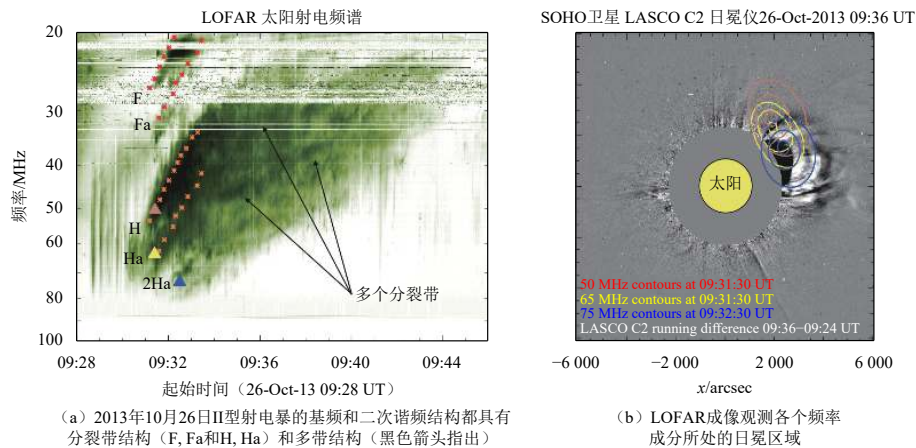 LOFAR 太阳射电频谱
20
30
40
50
60
80
100
频率/MHz
F
Fa
H
Ha
2Ha
多个分裂带
09:28
09:32
09:36
09:40
09:44
起始时间（26-Oct-13 09:28 UT）
（a）2013年10月26日II型射电暴的基频和二次谐频结构都具有
分裂带结构（F, Fa和H, Ha）和多带结构（黑色箭头指出）
SOHO卫星 LASCO C2 日冕仪26-Oct-2013 09:36 UT
太阳
50 MHz contours at 09:31:30 UT
65 MHz contours at 09:31:30 UT
75 MHz contours at 09:32:30 UT
LASCO C2 running difference 09:36−09:24 UT
−6 000
−2 000
2 000
6 000
x/arcsec
（b）LOFAR成像观测各个频率
成分所处的日冕区域